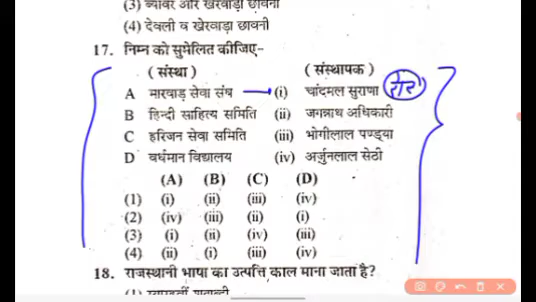 (3) ब्यावर और खेरवाड़ा छावनी
(4) देवली व खेरवाड़ा छावनी
17. निम्न को सुमेलित कीजिए-
(संस्था) (संस्थापक)
A मारवाड़ सेवा संघ (i) चांदमल सुराणा
B हिन्दी साहित्य समिति (ii) जगन्नाथ अधिकारी
C हरिजन सेवा समिति (iii) भोगीलाल पण्ड्या
D वर्धमान विद्यालय (iv) अर्जुनलाल सेठी
(A) (B) (C) (D)
(1) (i) (ii) (iii) (iv)
(2) (iv) (iii) (ii) (i)
(3) (i) (ii) (iv) (iii)
(4) (ii) (i) (iii) (iv)
18. राजस्थानी भाषा का उत्पत्ति काल माना जाता है?